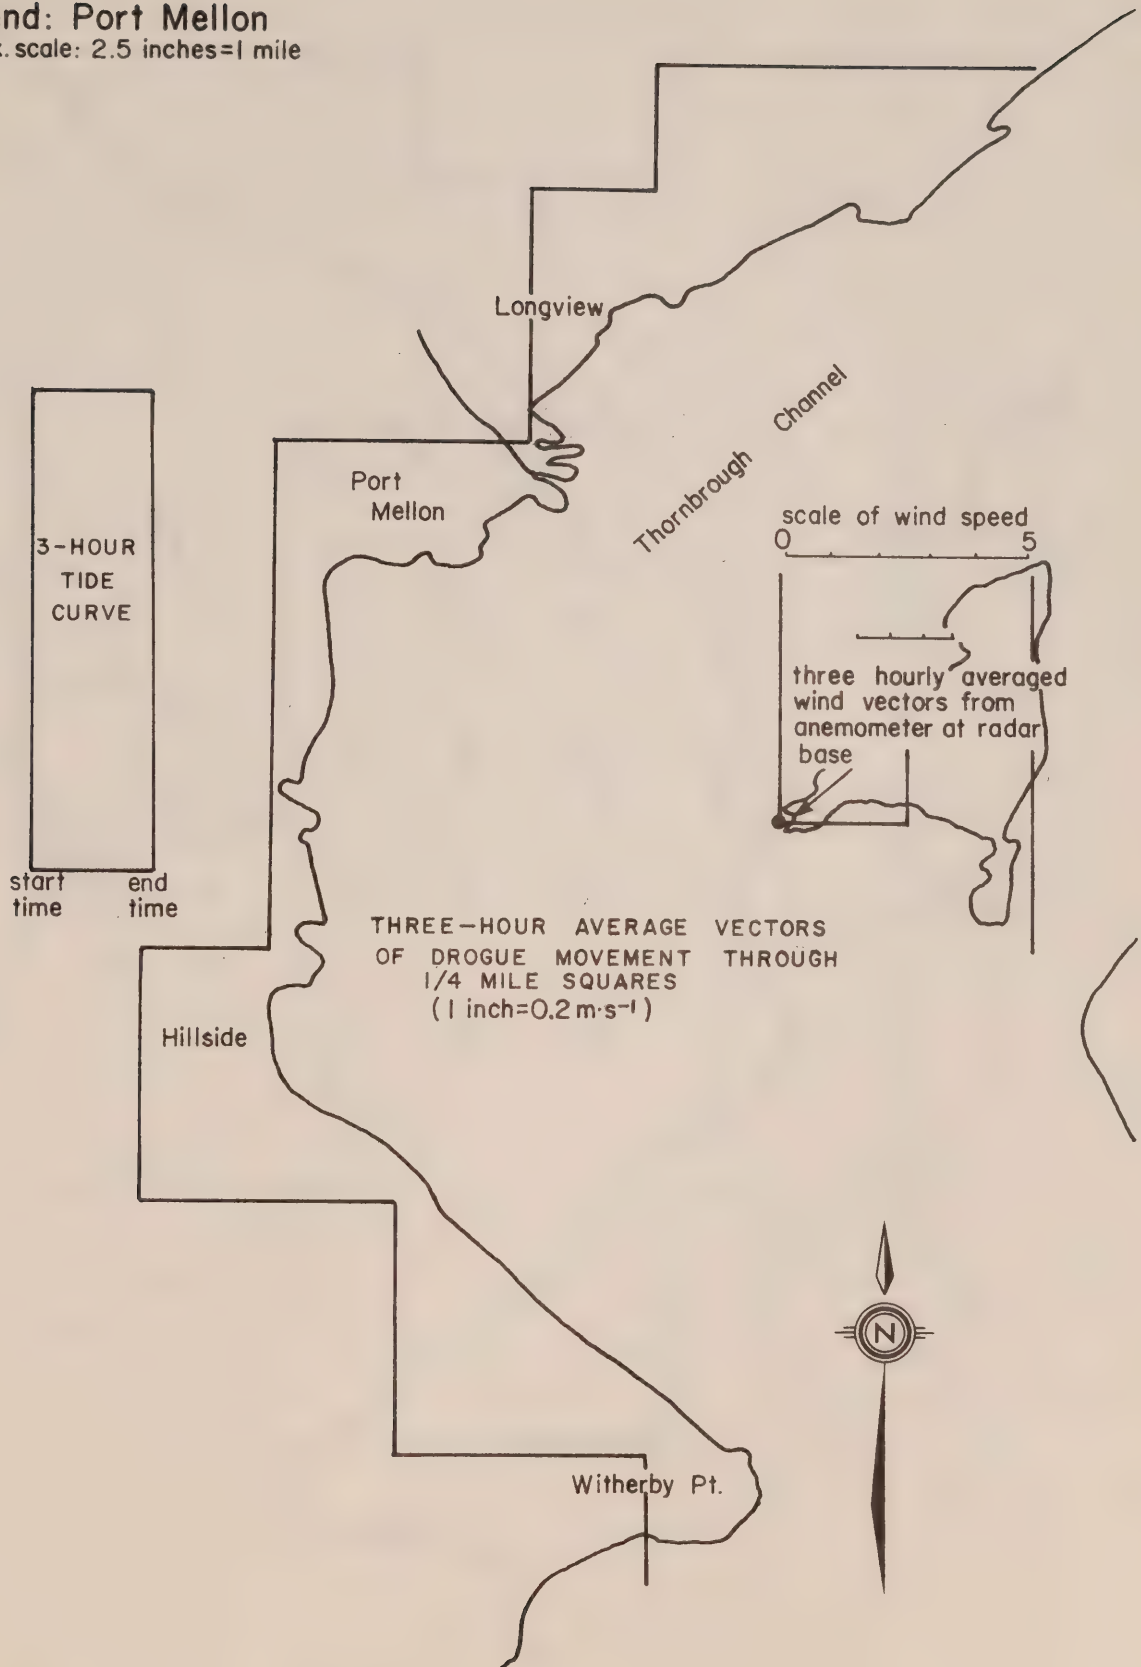 nd: Port Mellon
. scale: 2.5 inches=1 mile
Longview
Thornbrough Channel
Port
Mellon
3-HOUR
TIDE
CURVE
start
time
end
time
scale of wind speed
0 5
three hourly averaged
wind vectors from
anemometer at radar
base
THREE-HOUR AVERAGE VECTORS
OF DROGUE MOVEMENT THROUGH
1/4 MILE SQUARES
(1 inch=0.2 m·s⁻¹)
Hillside
N
Witherby Pt.